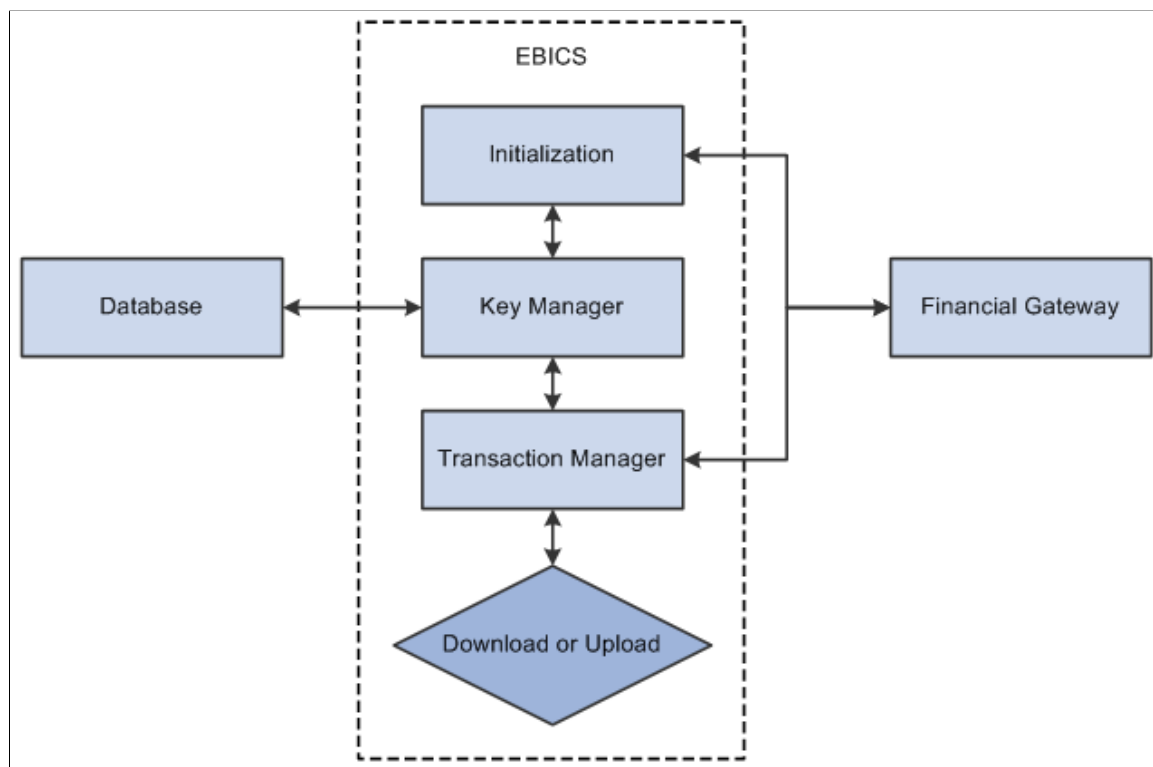 EBICS
Initialization
Database
Key Manager
Financial Gateway
Transaction Manager
Download or Upload